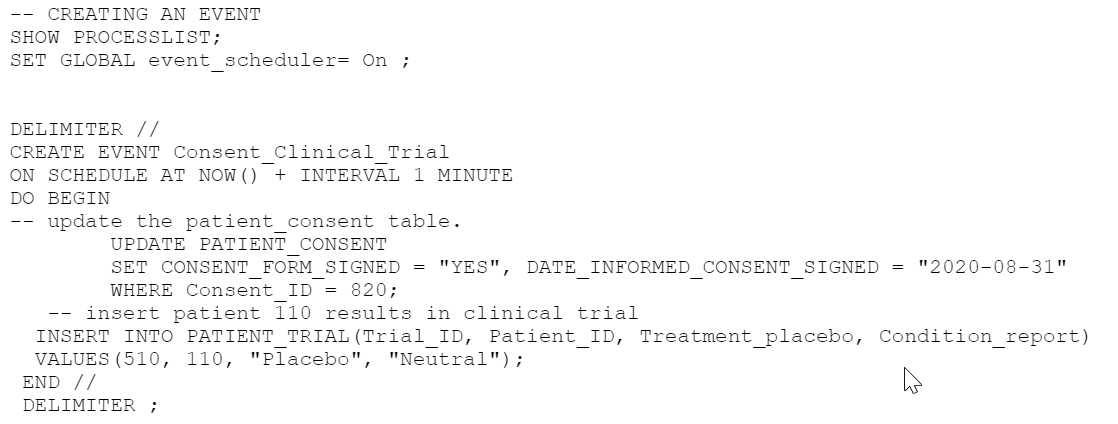 -- CREATING AN EVENT
SHOW PROCESSLIST;
SET GLOBAL event_scheduler= On ;
DELIMITER //
CREATE EVENT Consent_Clinical_Trial
ON SCHEDULE AT NOW() + INTERVAL 1 MINUTE
DO BEGIN
-- update the patient_consent table.
UPDATE PATIENT_CONSENT
SET CONSENT_FORM_SIGNED = "YES", DATE_INFORMED_CONSENT_SIGNED = "2020-08-31"
WHERE Consent_ID = 820;
-- insert patient 110 results in clinical trial
INSERT INTO PATIENT_TRIAL(Trial_ID, Patient_ID, Treatment_placebo, Condition_report)
VALUES(510, 110, "Placebo", "Neutral");
END //
DELIMITER ;